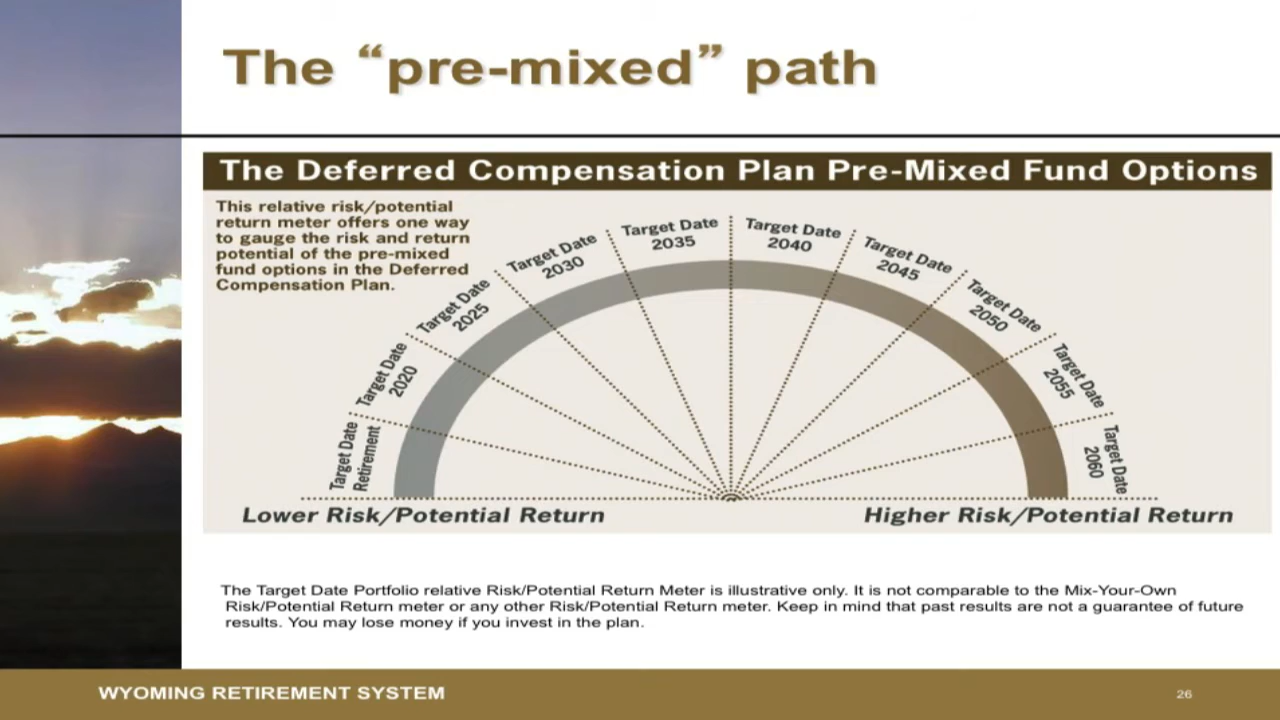 The “pre-mixed” path
The Deferred Compensation Plan Pre-Mixed Fund Options
This relative risk/potential
return meter offers one way
to gauge the risk and return
potential of the pre-mixed
fund options in the Deferred
Compensation Plan.
Target Date
Retirement
Target Date
2020
Target Date
2025
Target Date
2030
Target Date
2035
Target Date
2040
Target Date
2045
Target Date
2050
Target Date
2055
Target Date
2060
Lower Risk/Potential Return
Higher Risk/Potential Return
The Target Date Portfolio relative Risk/Potential Return Meter is illustrative only. It is not comparable to the Mix-Your-Own
Risk/Potential Return meter or any other Risk/Potential Return meter. Keep in mind that past results are not a guarantee of future
results. You may lose money if you invest in the plan.
WYOMING RETIREMENT SYSTEM
26